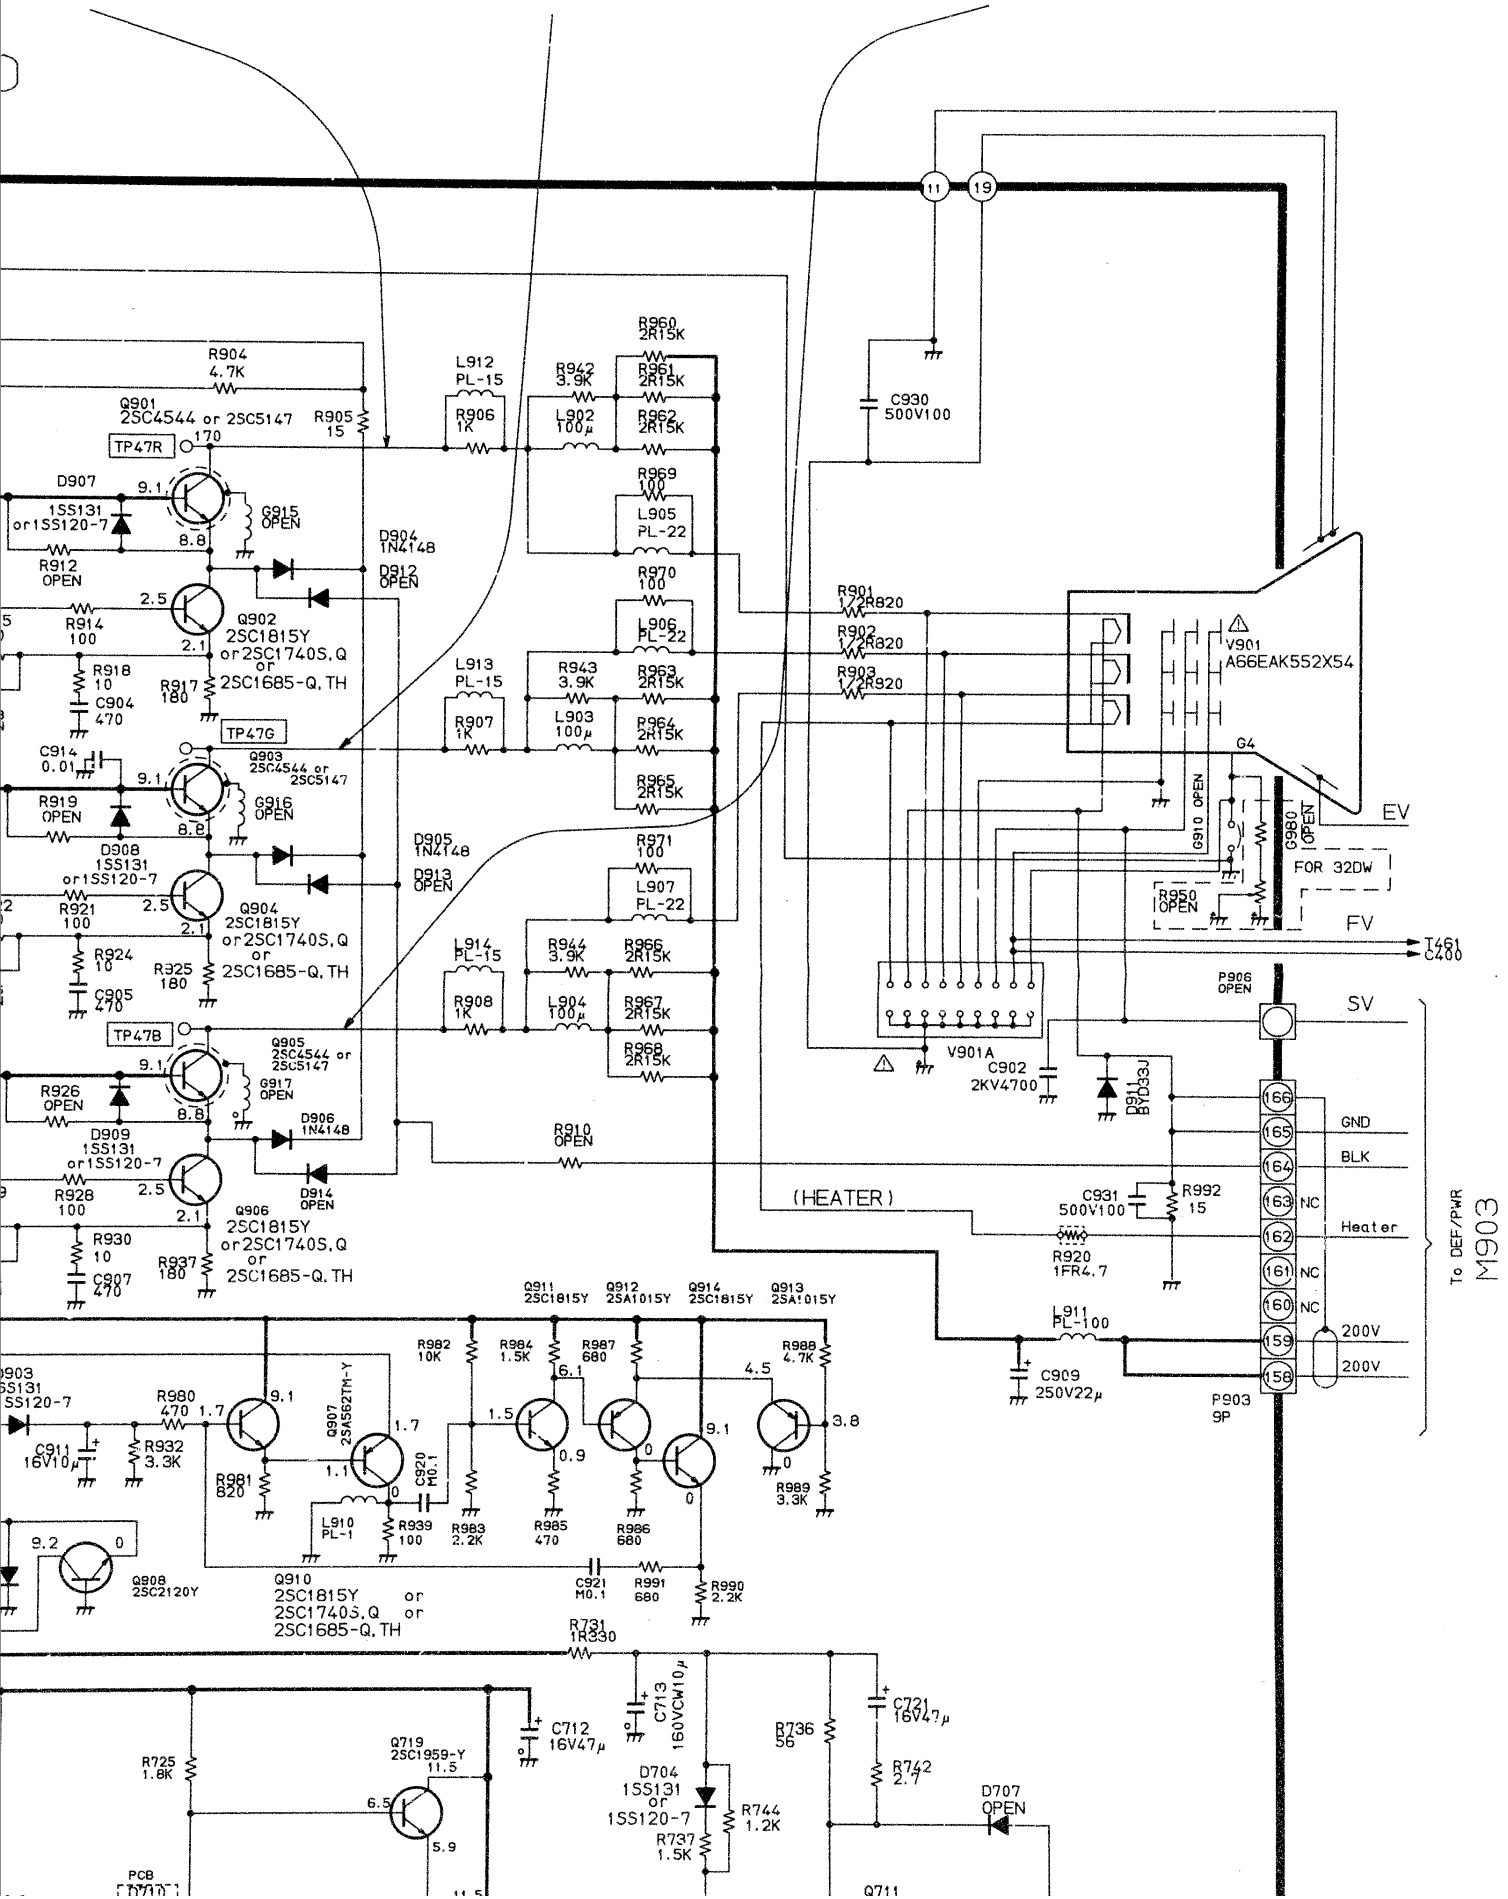 11
19
R960
2R15K
R904
4.7K
L912
PL-15
R942
3.9K
R961
2R15K
Q901
2SC4544 or 2SC5147
R905
15
R906
1K
L902
100μ
R962
2R15K
C930
500V100
TP47R
170
D907
9.1
1SS131
or1SS120-7
8.8
G915
OPEN
R969
100
L905
PL-22
R912
OPEN
D904
1N4148
D912
OPEN
R970
100
2.5
R914
100
Q902
2SC1815Y
or2SC1740S,Q
or
2SC1685-Q,TH
2.1
L906
PL-22
R901
1/2R820
R902
1/2R820
R903
1/2R820
V901
A66EAK552X54
R918
10
C904
470
R917
180
L913
PL-15
R943
3.9K
R963
2R15K
TP47G
R907
1K
L903
100μ
R964
2R15K
C914
0.01
9.1
Q903
2SC4544 or
2SC5147
R965
2R15K
G4
R919
OPEN
8.8
G916
OPEN
G910 OPEN
G980
OPEN
EV
D908
1SS131
or1SS120-7
D905
1N4148
D913
OPEN
R971
100
L907
PL-22
FOR 32DW
R950
OPEN
R921
100
2.5
2.1
Q904
2SC1815Y
or2SC1740S,Q
or
2SC1685-Q,TH
FV
T461
C400
R924
10
C905
470
R925
180
L914
PL-15
R944
3.9K
R966
2R15K
P906
OPEN
TP47B
R908
1K
L904
100μ
R967
2R15K
SV
9.1
Q905
2SC4544 or
2SC5147
R968
2R15K
V901A
C902
2KV4700
D911
BYD33J
R926
OPEN
8.8
G917
OPEN
166
D909
1SS131
or1SS120-7
D906
1N4148
R910
OPEN
165
GND
164
BLK
R928
100
2.5
2.1
D914
OPEN
(HEATER)
C931
500V100
R992
15
163
NC
Q906
2SC1815Y
or2SC1740S,Q
or
2SC1685-Q,TH
162
Heater
To DEF/PWR
M903
R930
10
C907
470
R937
180
R920
1FR4.7
161
NC
Q911
2SC1815Y
Q912
2SA1015Y
Q914
2SC1815Y
Q913
2SA1015Y
L911
PL-100
160
NC
159
200V
158
200V
C909
250V22μ
P903
9P
R982
10K
R984
1.5K
R987
680
R988
4.7K
6.1
4.5
SS120-7
R980
470
1.7
9.1
Q907
2SA562TM-Y
1.7
1.5
0.9
0
9.1
3.8
0
C911
16V10μ
R932
3.3K
R981
820
1.1
0
C920
M0.1
0
R989
3.3K
L910
PL-1
R939
100
R983
2.2K
R985
470
R986
680
9.2
0
Q908
2SC2120Y
Q910
2SC1815Y or
2SC1740S,Q or
2SC1685-Q,TH
C921
M0.1
R991
680
R990
2.2K
R731
1R330
C713
160VCW10μ
C721
16V47μ
C712
16V47μ
R736
56
R725
1.8K
Q719
2SC1959-Y
11.5
D704
1SS131
or
1SS120-7
R742
2.7
6.5
5.9
R744
1.2K
R737
1.5K
D707
OPEN
PCB
D710
11.5
Q711